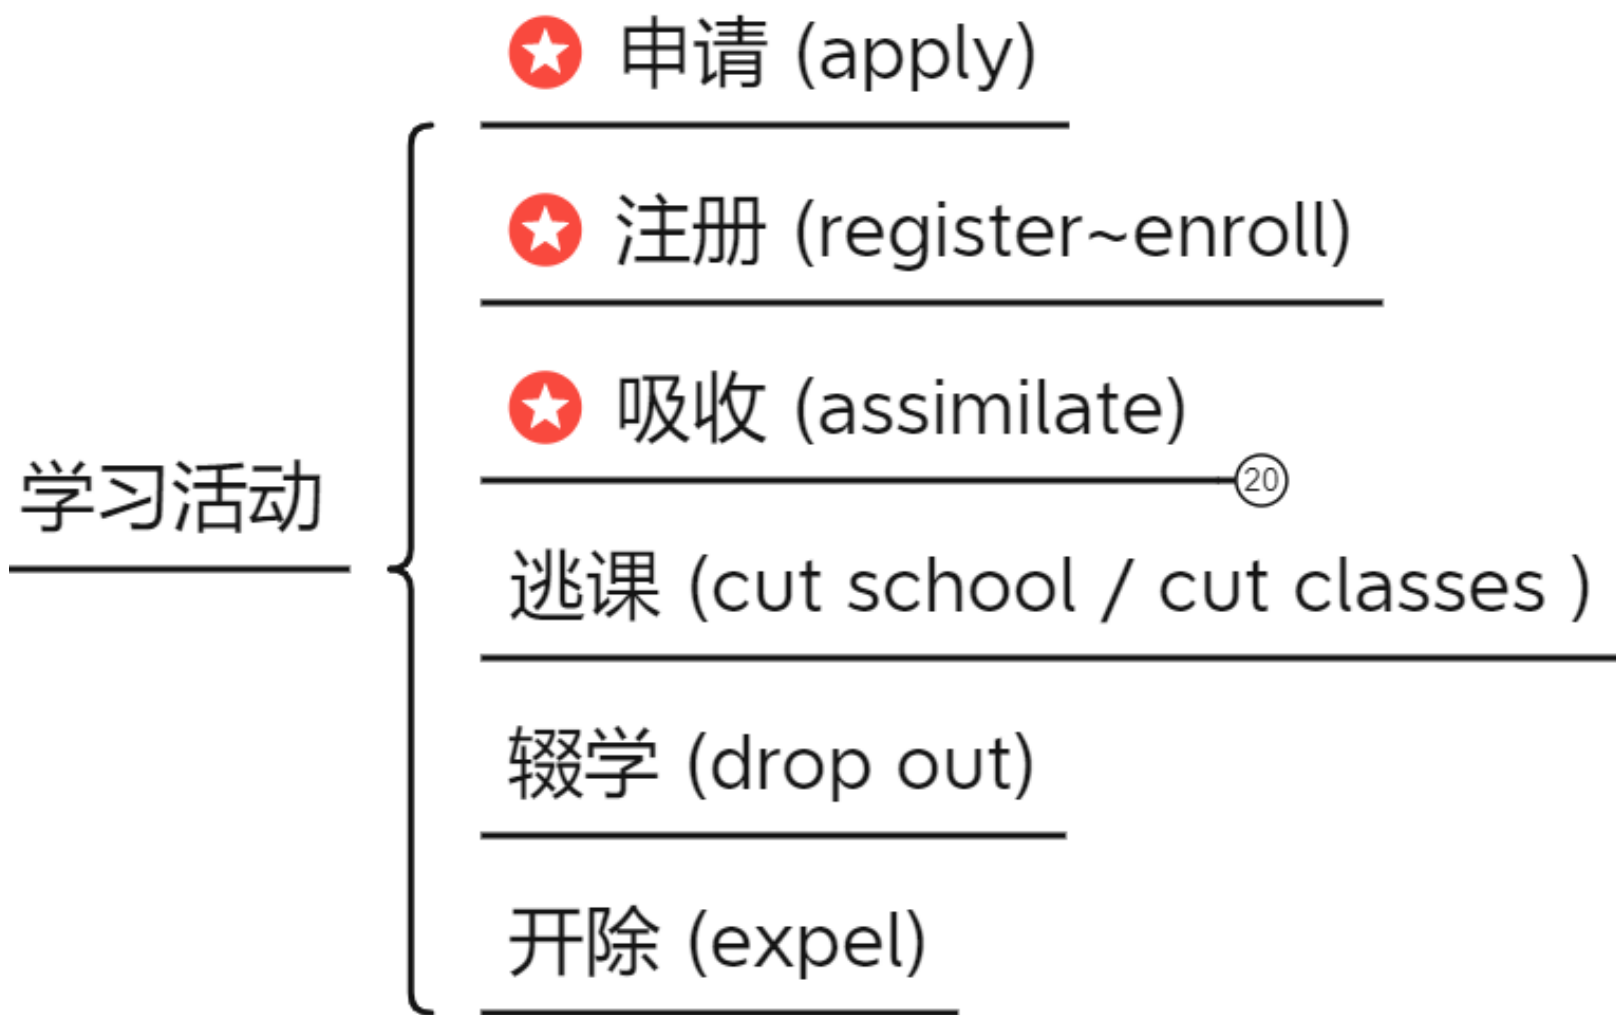 申请 (apply)
注册 (register~enroll)
吸收 (assimilate)
20
学习活动
逃课 (cut school / cut classes )
辍学 (drop out)
开除 (expel)